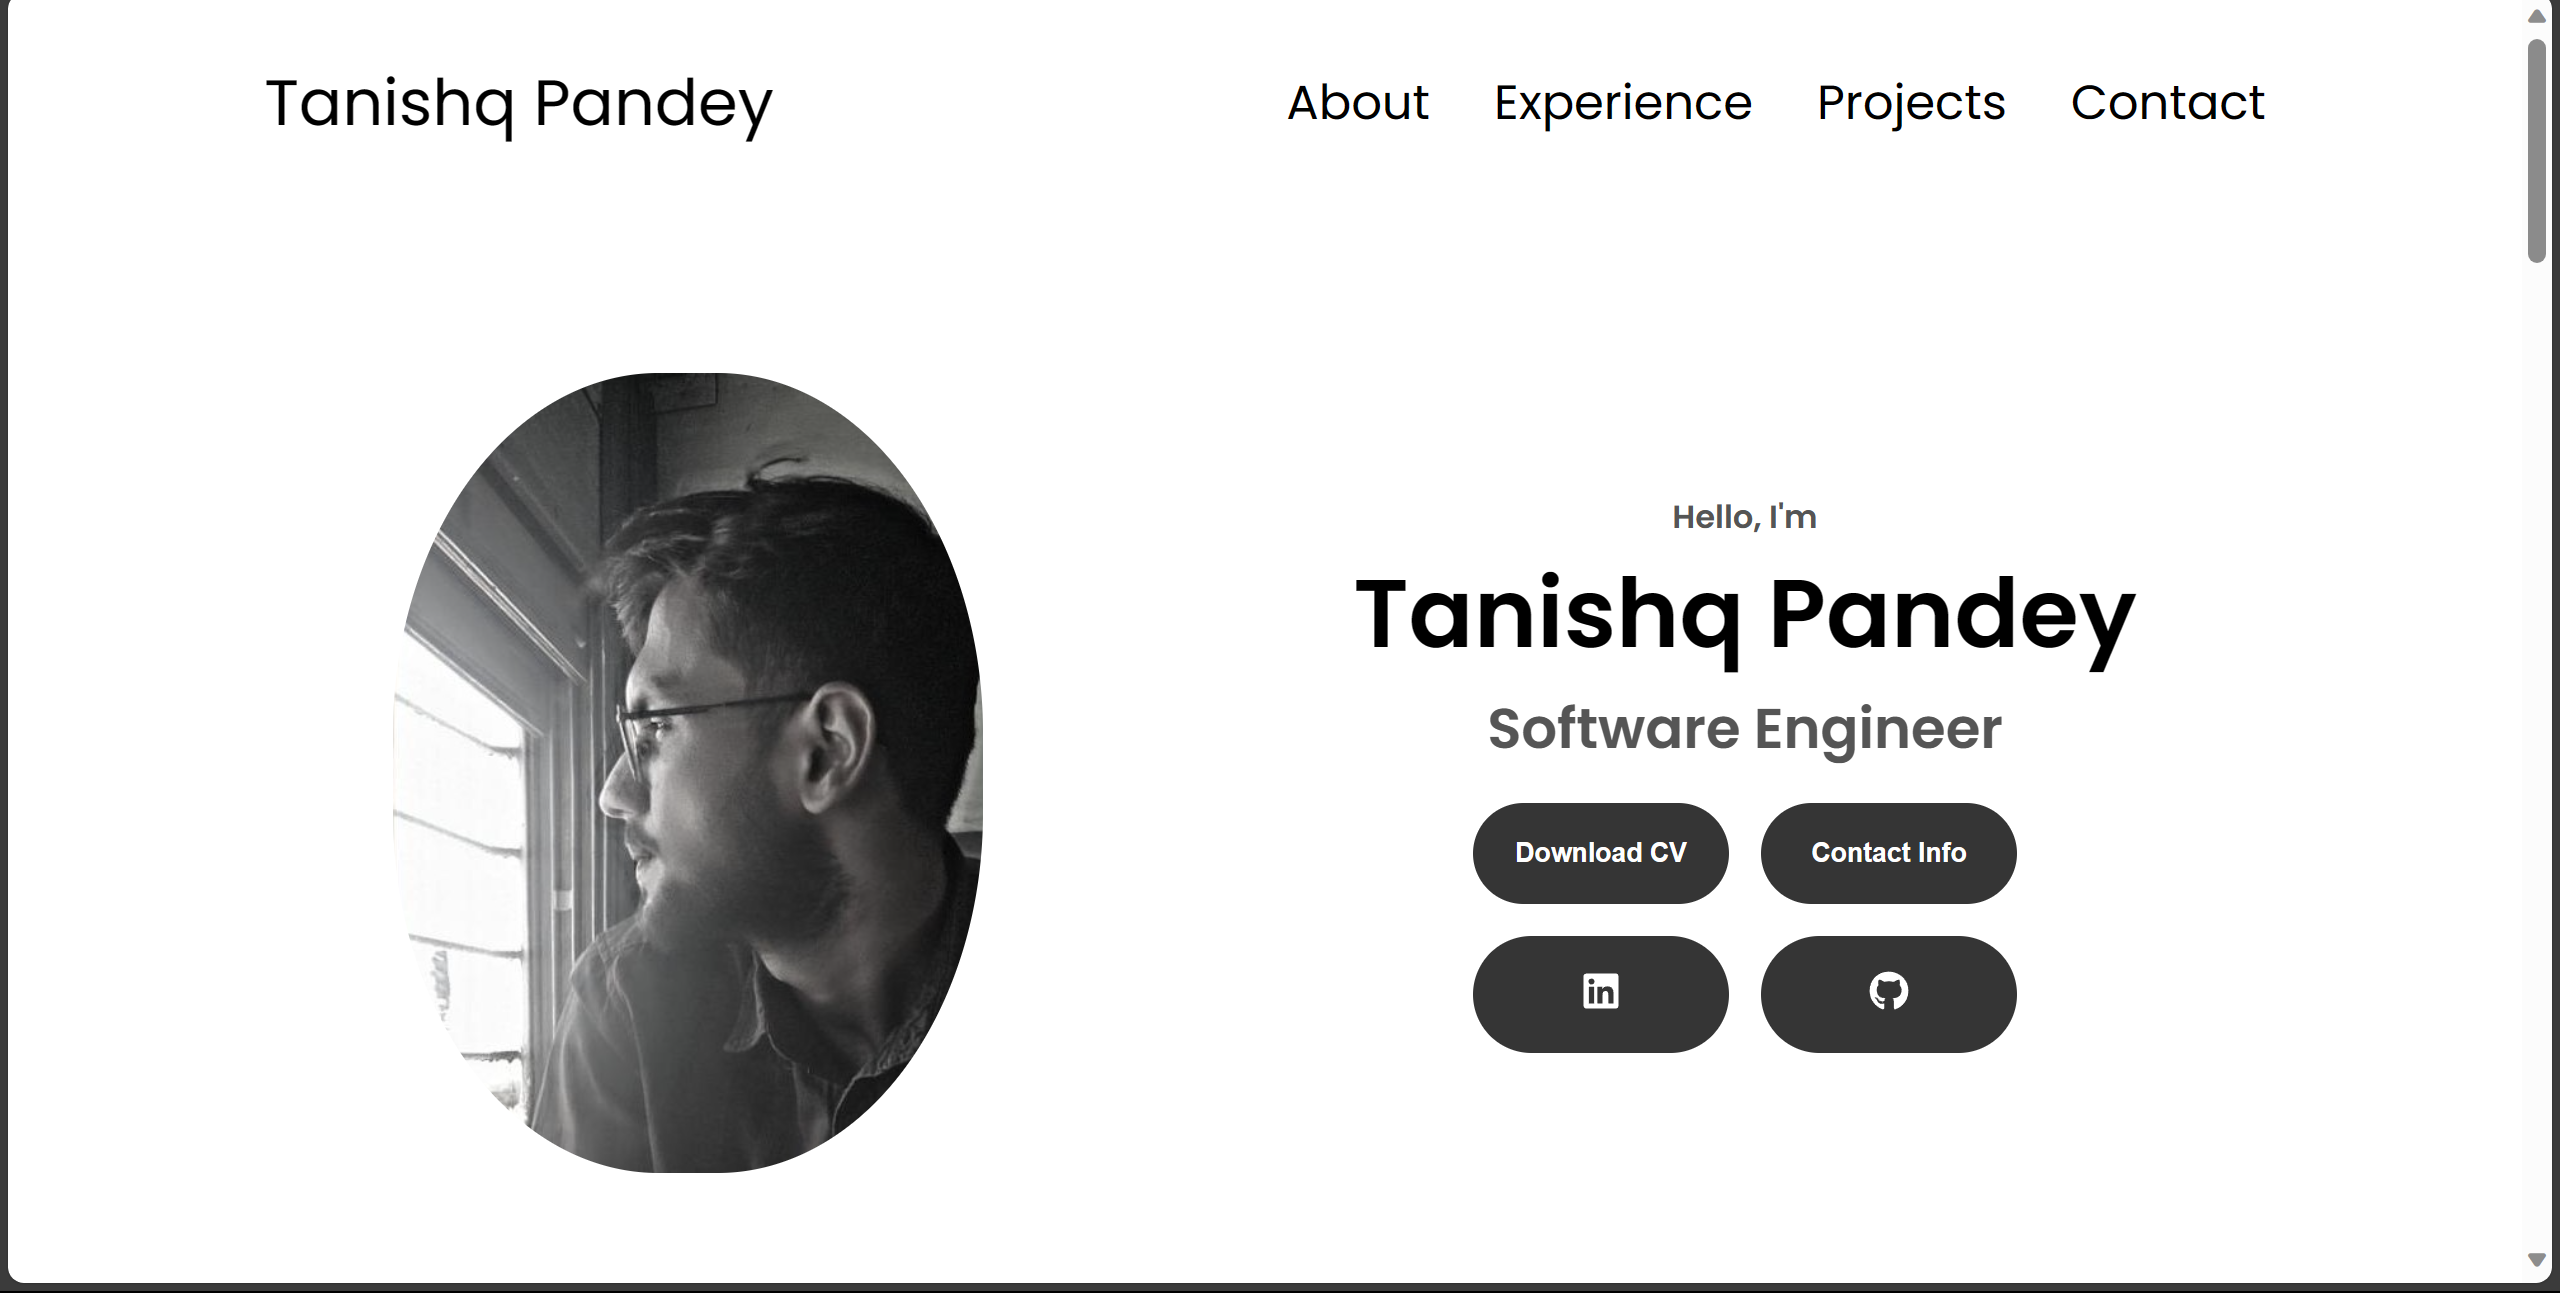 Tanishq Pandey
About Experience Projects Contact
Hello, I'm
Tanishq Pandey
Software Engineer
Download CV
Contact Info
in